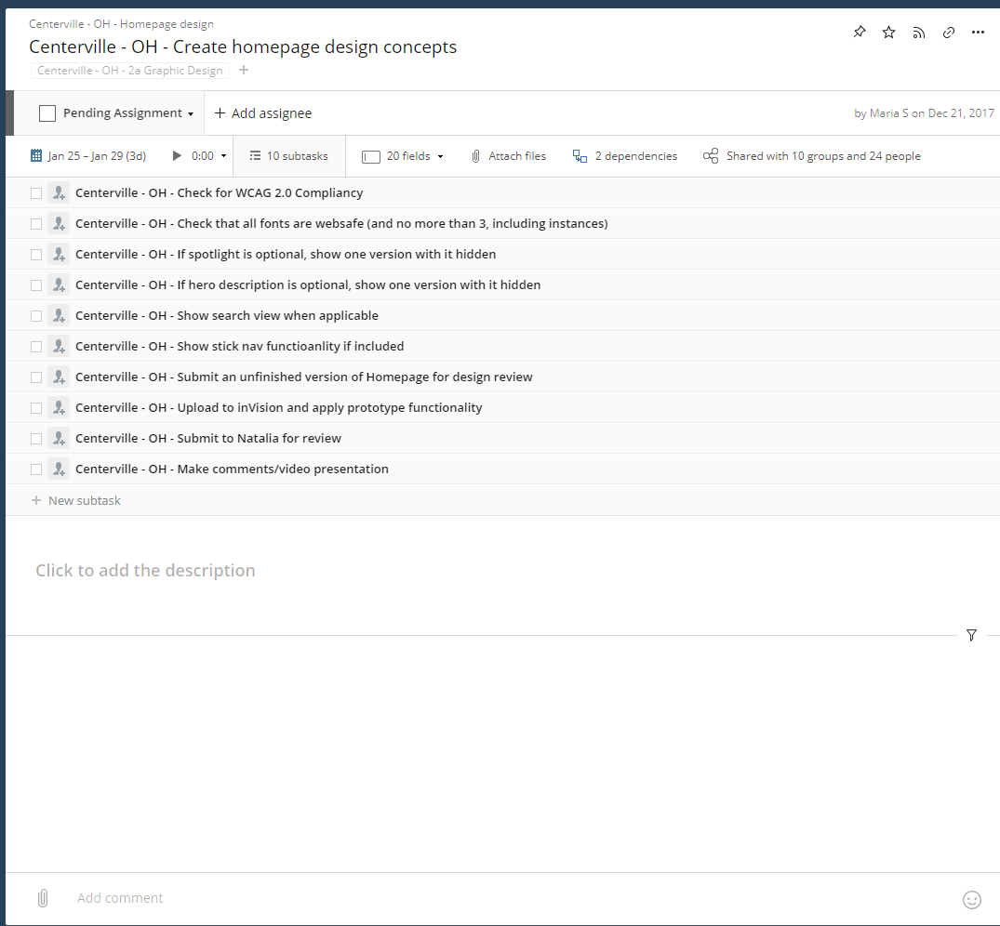 Centerville - OH - Homepage design
Centerville - OH - Create homepage design concepts
Centerville - OH - 2a Graphic Design
Pending Assignment
Add assignee
by Maria S on Dec 21, 2017
Jan 25 – Jan 29 (3d)
0:00
10 subtasks
20 fields
Attach files
2 dependencies
Shared with 10 groups and 24 people
Centerville - OH - Check for WCAG 2.0 Compliancy
Centerville - OH - Check that all fonts are websafe (and no more than 3, including instances)
Centerville - OH - If spotlight is optional, show one version with it hidden
Centerville - OH - If hero description is optional, show one version with it hidden
Centerville - OH - Show search view when applicable
Centerville - OH - Show stick nav functioanlity if included
Centerville - OH - Submit an unfinished version of Homepage for design review
Centerville - OH - Upload to inVision and apply prototype functionality
Centerville - OH - Submit to Natalia for review
Centerville - OH - Make comments/video presentation
New subtask
Click to add the description
Add comment